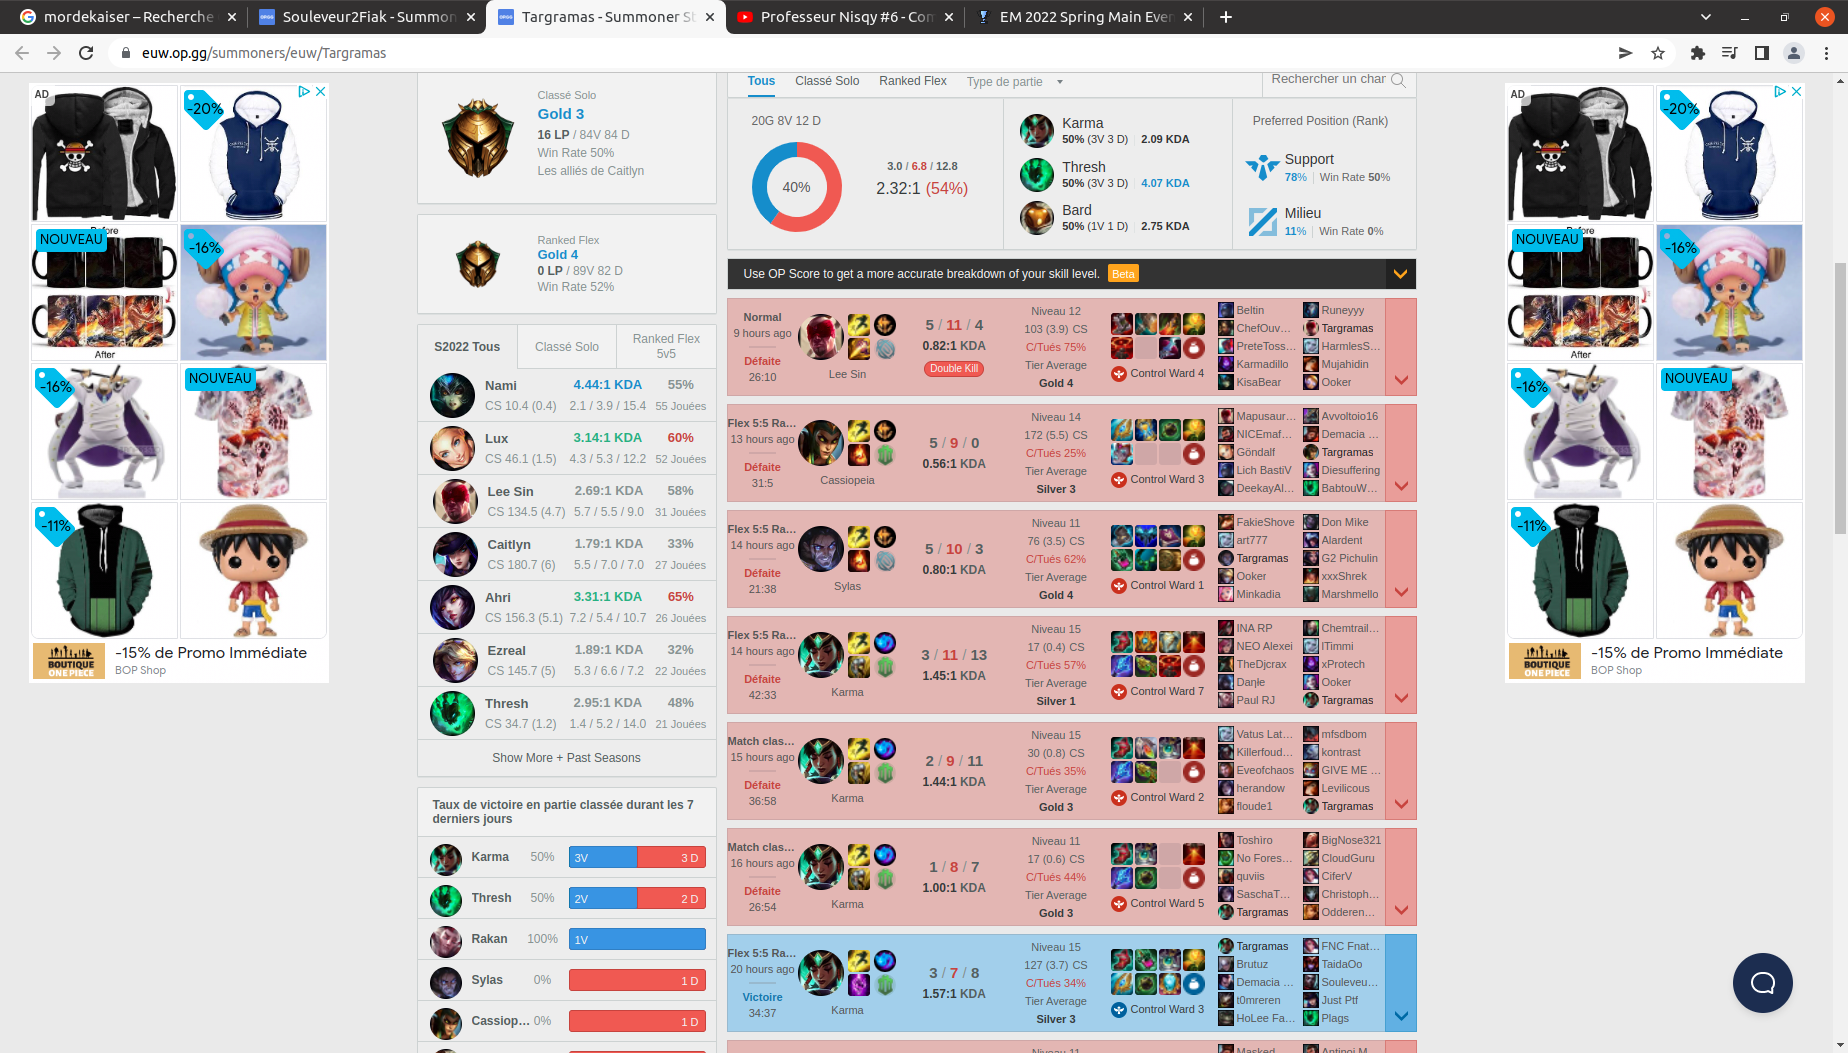 mordekaiser – Recherche
Souleveur2Fiak - Summon
Targramas - Summoner St
Professeur Nisqy #6 - Con
EM 2022 Spring Main Even
euw.op.gg/summoners/euw/Targramas
AD
-20%
NOUVEAU
Before
-16%
After
-16%
NOUVEAU
-11%
BOUTIQUE
ONEPIECE
-15% de Promo Immédiate
BOP Shop
Classé Solo
Gold 3
16 LP / 84V 84 D
Win Rate 50%
Les alliés de Caitlyn
Ranked Flex
Gold 4
0 LP / 89V 82 D
Win Rate 52%
S2022 Tous
Classé Solo
Ranked Flex
5v5
Nami 4.44:1 KDA 55%
CS 10.4 (0.4) 2.1 / 3.9 / 15.4 55 Jouées
Lux 3.14:1 KDA 60%
CS 46.1 (1.5) 4.3 / 5.3 / 12.2 52 Jouées
Lee Sin 2.69:1 KDA 58%
CS 134.5 (4.7) 5.7 / 5.5 / 9.0 31 Jouées
Caitlyn 1.79:1 KDA 33%
CS 180.7 (6) 5.5 / 7.0 / 7.0 27 Jouées
Ahri 3.31:1 KDA 65%
CS 156.3 (5.1) 7.2 / 5.4 / 10.7 26 Jouées
Ezreal 1.89:1 KDA 32%
CS 145.7 (5) 5.3 / 6.6 / 7.2 22 Jouées
Thresh 2.95:1 KDA 48%
CS 34.7 (1.2) 1.4 / 5.2 / 14.0 21 Jouées
Show More + Past Seasons
Taux de victoire en partie classée durant les 7
derniers jours
Karma 50% 3V 3 D
Thresh 50% 2V 2 D
Rakan 100% 1V
Sylas 0% 1 D
Cassiop... 0% 1 D
Tous Classé Solo Ranked Flex Type de partie
Rechercher un char
20G 8V 12 D
40%
3.0 / 6.8 / 12.8
2.32:1 (54%)
Karma
50% (3V 3 D) 2.09 KDA
Thresh
50% (3V 3 D) 4.07 KDA
Bard
50% (1V 1 D) 2.75 KDA
Preferred Position (Rank)
Support
78% Win Rate 50%
Milieu
11% Win Rate 0%
Use OP Score to get a more accurate breakdown of your skill level. Beta
Normal
9 hours ago
Défaite
26:10
Lee Sin
5 / 11 / 4
0.82:1 KDA
Double Kill
Niveau 12
103 (3.9) CS
C/Tués 75%
Tier Average
Gold 4
Control Ward 4
Beltin Runeyyy
ChefOuv... Targramas
PreteToss... HarmlesS...
Karmadillo Mujahidin
KisaBear Ooker
Flex 5:5 Ra...
13 hours ago
Défaite
31:5
Cassiopeia
5 / 9 / 0
0.56:1 KDA
Niveau 14
172 (5.5) CS
C/Tués 25%
Tier Average
Silver 3
Control Ward 3
Mapusaur... Avvoltoio16
NICEmaf... Demacia ...
Göndalf Targramas
Lich BastiV Diesuffering
DeekayAl... BabtouW...
Flex 5:5 Ra...
14 hours ago
Défaite
21:38
Sylas
5 / 10 / 3
0.80:1 KDA
Niveau 11
76 (3.5) CS
C/Tués 62%
Tier Average
Gold 4
Control Ward 1
FakieShove Don Mike
art777 Alardent
Targramas G2 Pichulin
Ooker xxxShrek
Minkadia Marshmello
Flex 5:5 Ra...
14 hours ago
Défaite
42:33
Karma
3 / 11 / 13
1.45:1 KDA
Niveau 15
17 (0.4) CS
C/Tués 57%
Tier Average
Silver 1
Control Ward 7
INA RP Chemtrail...
NEO Alexei ITimmi
TheDjcrax xProtech
Daŋłe Ooker
Paul RJ Targramas
Match clas...
15 hours ago
Défaite
36:58
Karma
2 / 9 / 11
1.44:1 KDA
Niveau 15
30 (0.8) CS
C/Tués 35%
Tier Average
Gold 3
Control Ward 2
Vatus Lat... mfsdbom
Killerfoud... kontrast
Eveofchaos GIVE ME ...
herandow Levilicous
floude1 Targramas
Match clas...
16 hours ago
Défaite
26:54
Karma
1 / 8 / 7
1.00:1 KDA
Niveau 11
17 (0.6) CS
C/Tués 44%
Tier Average
Gold 3
Control Ward 5
Toshìro BigNose321
No Fores... CloudGuru
quviis CiferV
SaschaT... Christoph...
Targramas Odderen...
Flex 5:5 Ra...
20 hours ago
Victoire
34:37
Karma
3 / 7 / 8
1.57:1 KDA
Niveau 15
127 (3.7) CS
C/Tués 34%
Tier Average
Silver 3
Control Ward 3
Targramas FNC Fnat...
Brutuz TaidaOo
Demacia ... Souleveu...
t0mreren Just Ptf
HoLee Fa... Plags
Niveau 11
Masked
Antinoi M
AD
-20%
NOUVEAU
Before
-16%
After
-16%
NOUVEAU
-11%
BOUTIQUE
ONEPIECE
-15% de Promo Immédiate
BOP Shop